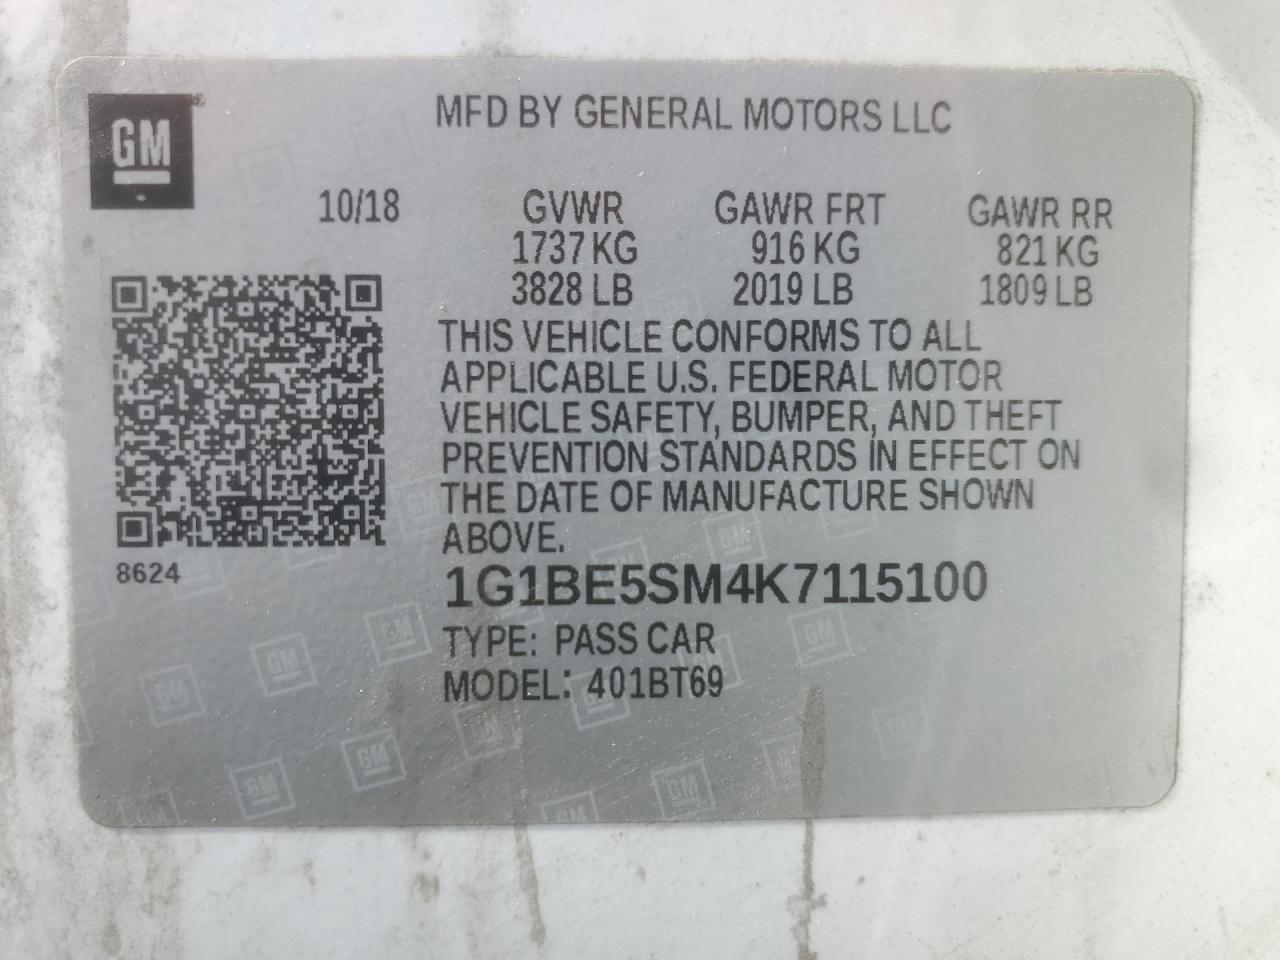 GM
MFD BY GENERAL MOTORS LLC
10/18 GVWR GAWR FRT GAWR RR
1737 KG 916 KG 821 KG
3828 LB 2019 LB 1809 LB
THIS VEHICLE CONFORMS TO ALL
APPLICABLE U.S. FEDERAL MOTOR
VEHICLE SAFETY, BUMPER, AND THEFT
PREVENTION STANDARDS IN EFFECT ON
THE DATE OF MANUFACTURE SHOWN
ABOVE.
8624
1G1BE5SM4K7115100
TYPE: PASS CAR
MODEL: 401BT69